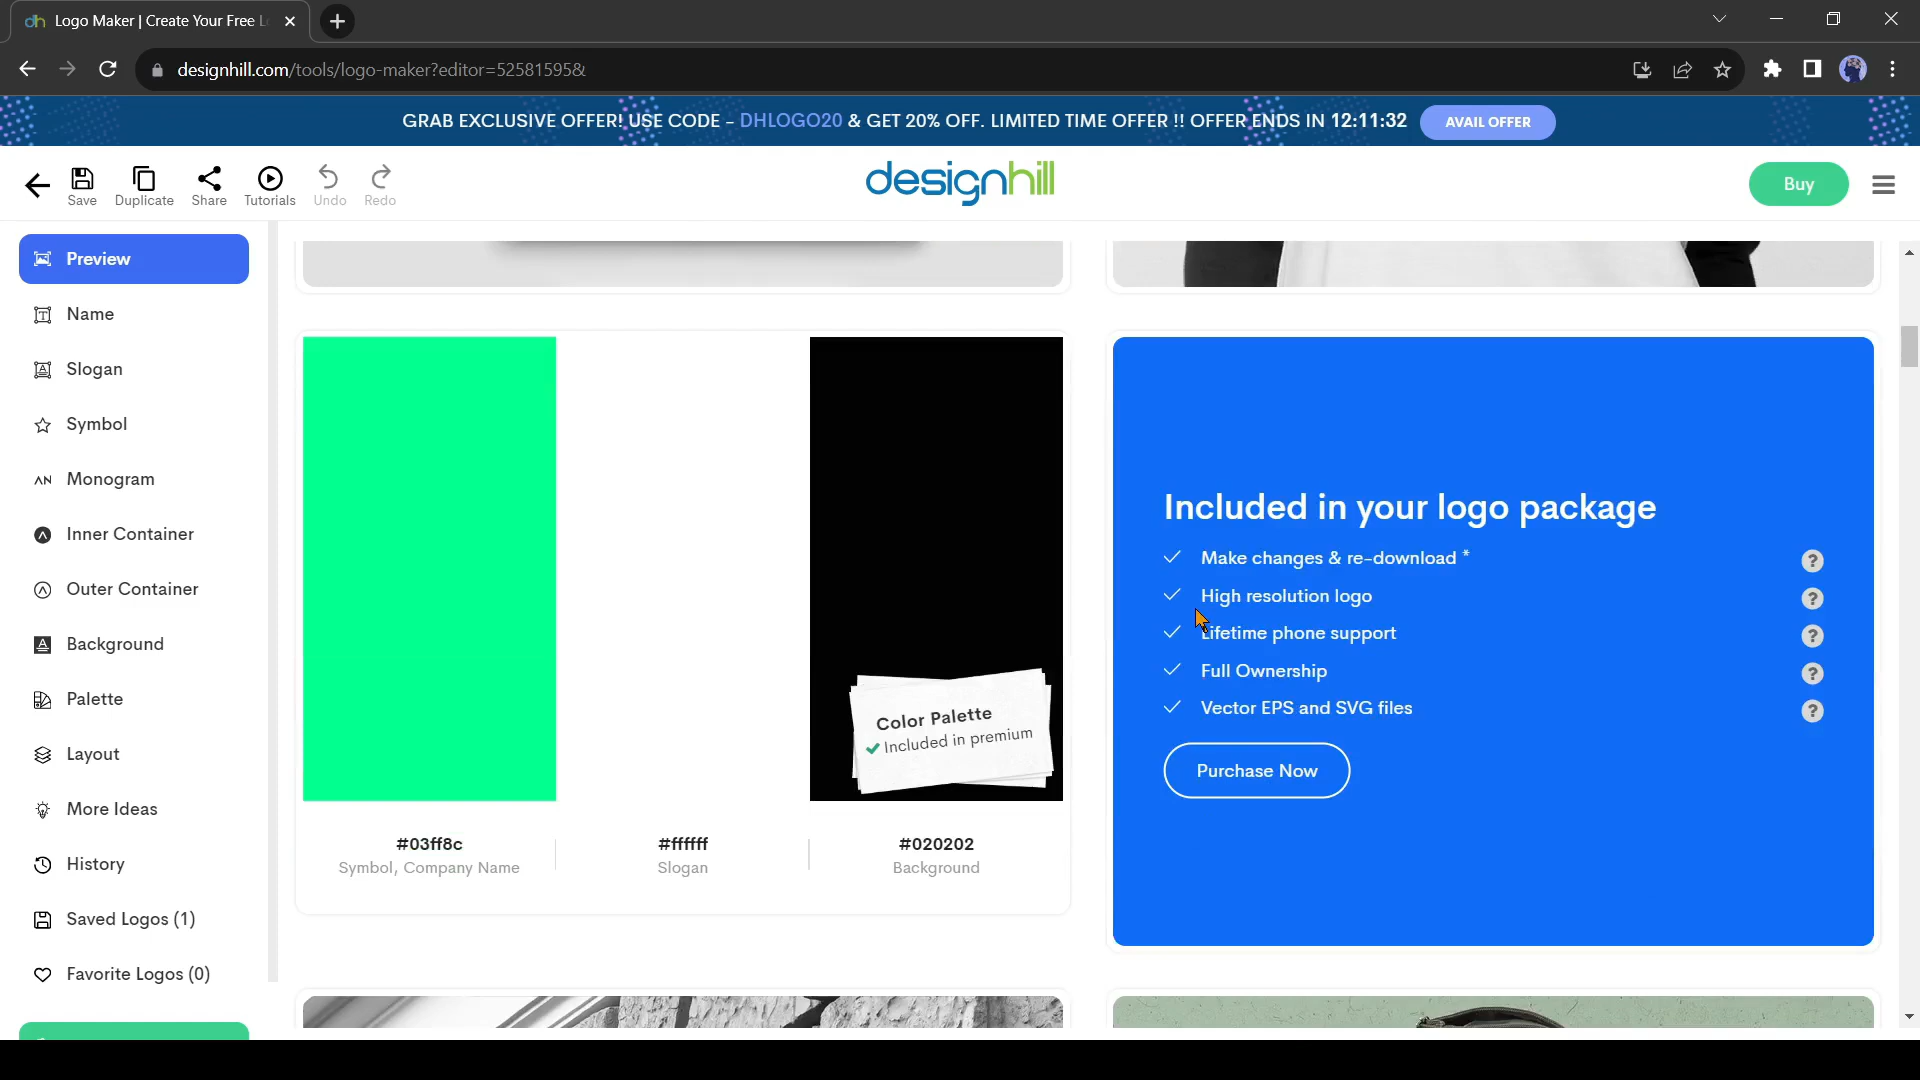 Logo Maker | Create Your Free L
designhill.com/tools/logo-maker?editor=52581595&
GRAB EXCLUSIVE OFFER! USE CODE - DHLOGO20 & GET 20% OFF. LIMITED TIME OFFER !! OFFER ENDS IN 12:11:32
AVAIL OFFER
Save
Duplicate
Share
Tutorials
Undo
Redo
designhill
Buy
Preview
Name
Slogan
Symbol
Monogram
Inner Container
Outer Container
Background
Palette
Layout
More Ideas
History
Saved Logos (1)
Favorite Logos (0)
Color Palette
Included in premium
#03ff8c
Symbol, Company Name
#ffffff
Slogan
#020202
Background
Included in your logo package
Make changes & re-download *
High resolution logo
Lifetime phone support
Full Ownership
Vector EPS and SVG files
Purchase Now